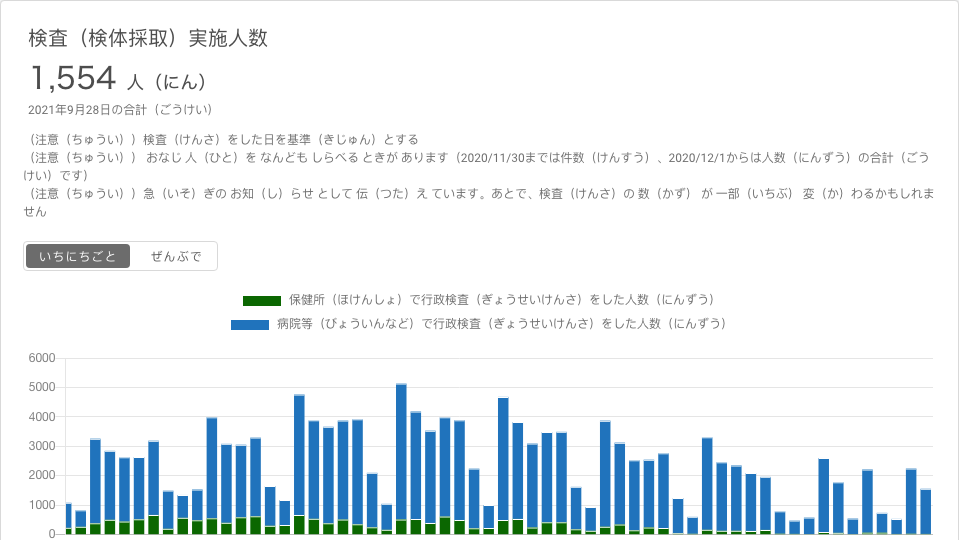 検査（検体採取）実施人数
1,554 人（にん）
2021年9月28日の合計（ごうけい）
（注意（ちゅうい））検査（けんさ）をした日を基準（きじゅん）とする
（注意（ちゅうい）） おなじ 人（ひと）を なんども しらべる ときが あります（2020/11/30までは件数（けんすう）、2020/12/1からは人数（にんずう）の合計（ごう
けい）です）
（注意（ちゅうい））急（いそ）ぎの お知（し）らせ として 伝（つた）え ています。あとで、検査（けんさ）の 数（かず） が 一部（いちぶ） 変（か）わるかもしれま
せん
いちにちごと ぜんぶで
保健所（ほけんしょ）で行政検査（ぎょうせいけんさ）をした人数（にんずう）
病院等（びょういんなど）で行政検査（ぎょうせいけんさ）をした人数（にんずう）
6000
5000
4000
3000
2000
1000
0